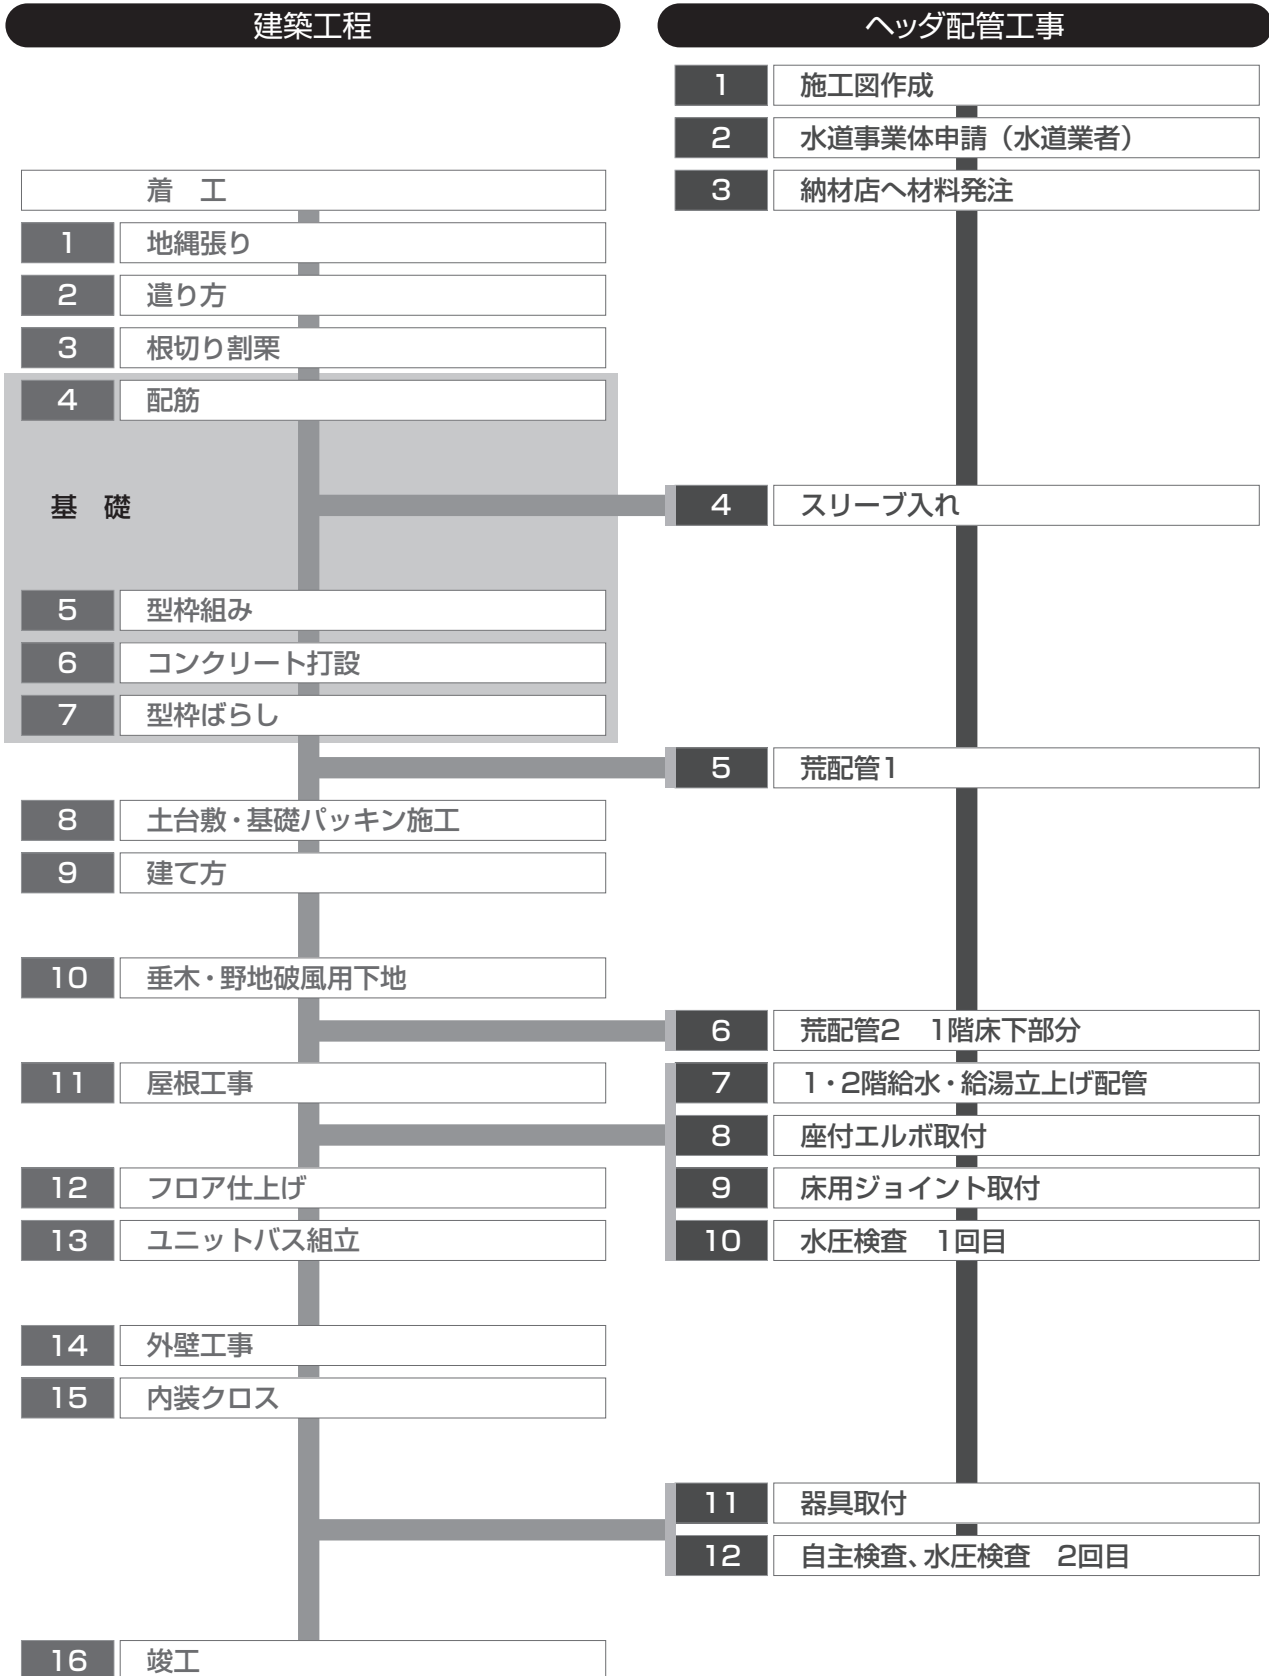 建築工程
着　工
1 地縄張り
2 遣り方
3 根切り割栗
4 配筋
基　礎
5 型枠組み
6 コンクリート打設
7 型枠ばらし
8 土台敷・基礎パッキン施工
9 建て方
10 垂木・野地破風用下地
11 屋根工事
12 フロア仕上げ
13 ユニットバス組立
14 外壁工事
15 内装クロス
16 竣工
ヘッダ配管工事
1 施工図作成
2 水道事業体申請（水道業者）
3 納材店へ材料発注
4 スリーブ入れ
5 荒配管1
6 荒配管2　1階床下部分
7 1・2階給水・給湯立上げ配管
8 座付エルボ取付
9 床用ジョイント取付
10 水圧検査　1回目
11 器具取付
12 自主検査、水圧検査　2回目